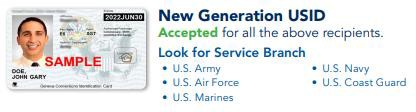 2022JUN30
SAMPLE
DOE,
JOHN GARY
Geneva Conventions Identification Card
New Generation USID
Accepted for all the above recipients.
Look for Service Branch
• U.S. Army
• U.S. Air Force
• U.S. Marines
• U.S. Navy
• U.S. Coast Guard